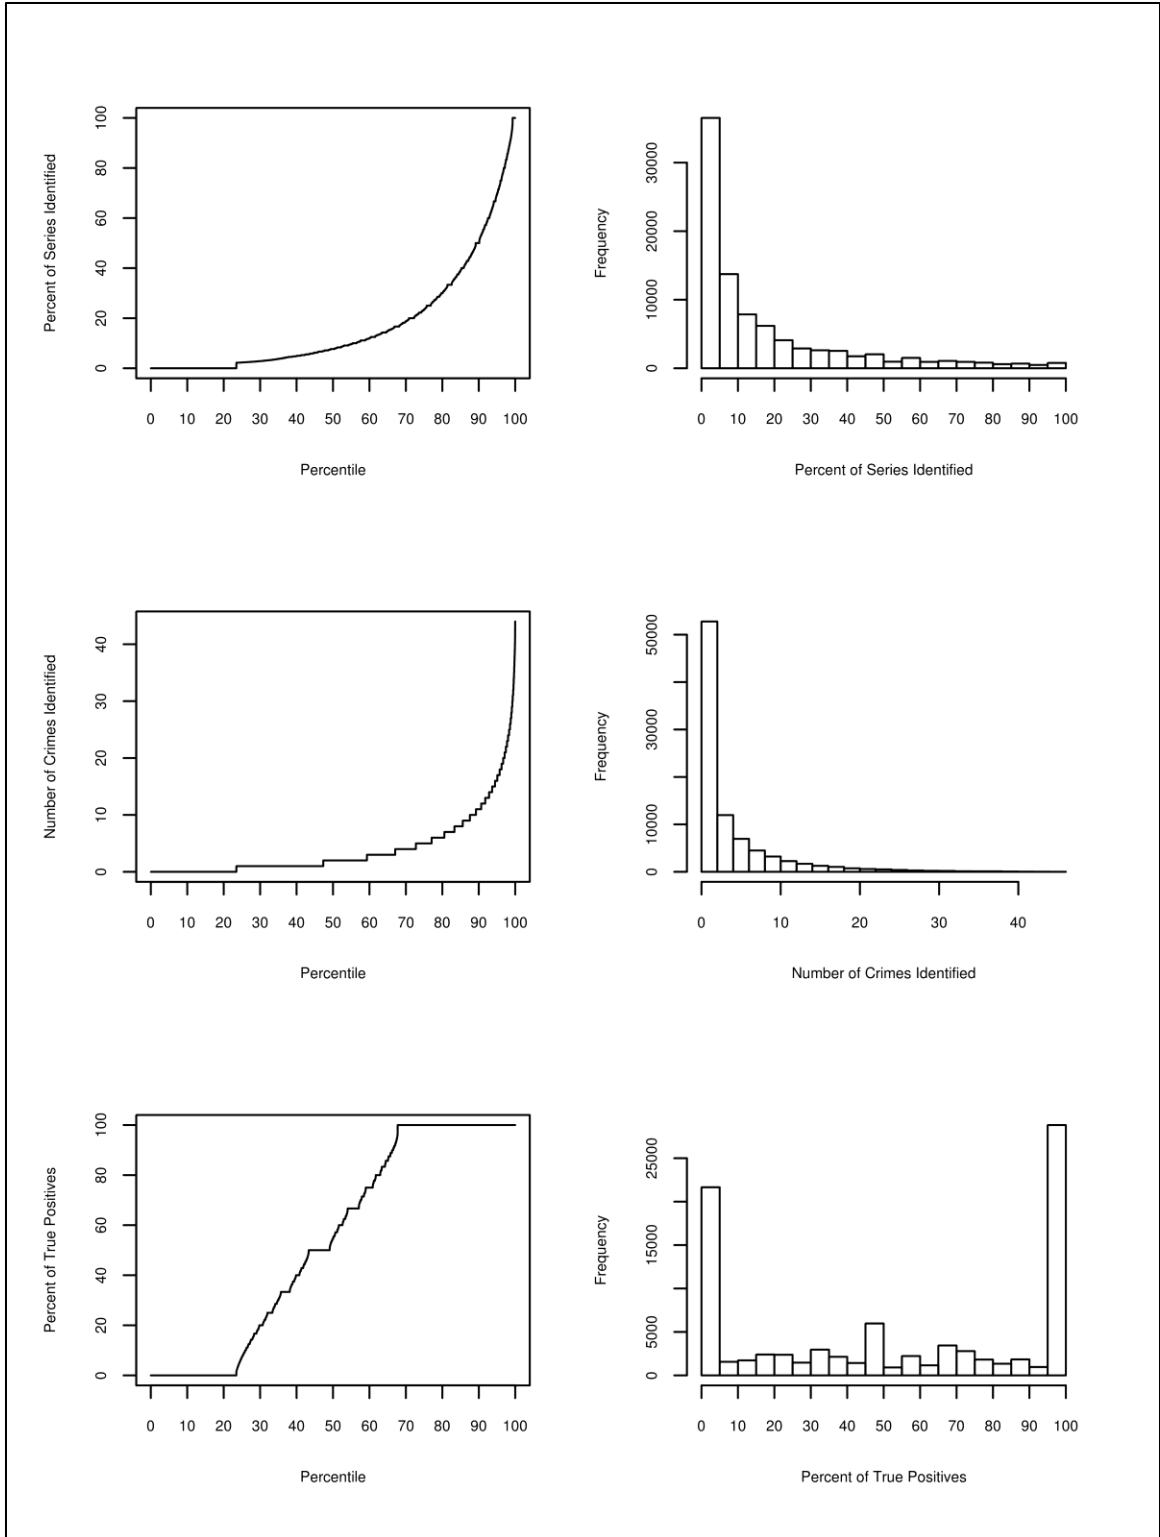 Percent of Series Identified
0 20 40 60 80 100
0 10 20 30 40 50 60 70 80 90 100
Percentile
Frequency
0 10000 20000 30000
0 10 20 30 40 50 60 70 80 90 100
Percent of Series Identified
Number of Crimes Identified
0 10 20 30 40
0 10 20 30 40 50 60 70 80 90 100
Percentile
Frequency
0 10000 30000 50000
0 10 20 30 40
Number of Crimes Identified
Percent of True Positives
0 20 40 60 80 100
0 10 20 30 40 50 60 70 80 90 100
Percentile
Frequency
0 5000 15000 25000
0 10 20 30 40 50 60 70 80 90 100
Percent of True Positives